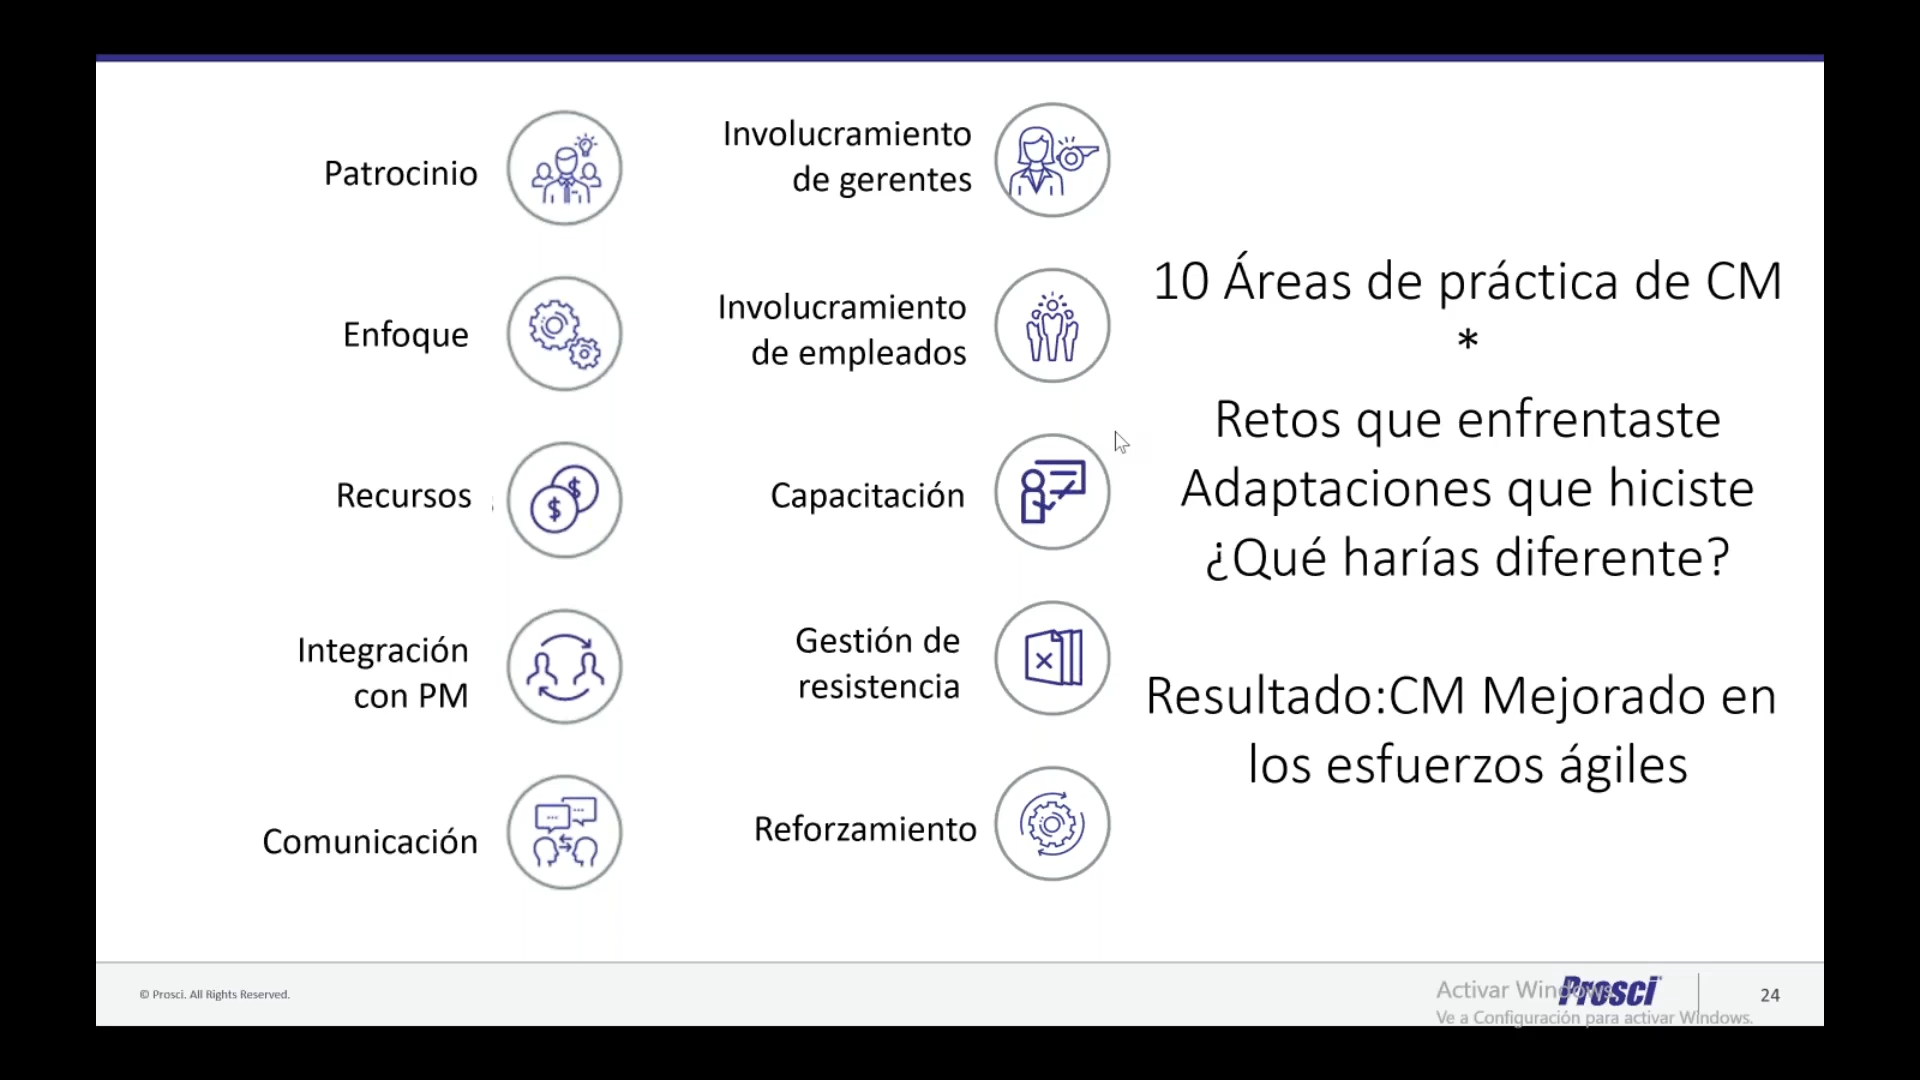 Patrocinio
Enfoque
Recursos
Integración
con PM
Comunicación
Involucramiento
de gerentes
Involucramiento
de empleados
Capacitación
Gestión de
resistencia
Reforzamiento
10 Áreas de práctica de CM
*
Retos que enfrentaste
Adaptaciones que hiciste
¿Qué harías diferente?
Resultado:CM Mejorado en
los esfuerzos ágiles
© Prosci. All Rights Reserved.
Activar Windows
Ve a Configuración para activar Windows.
Prosci
24